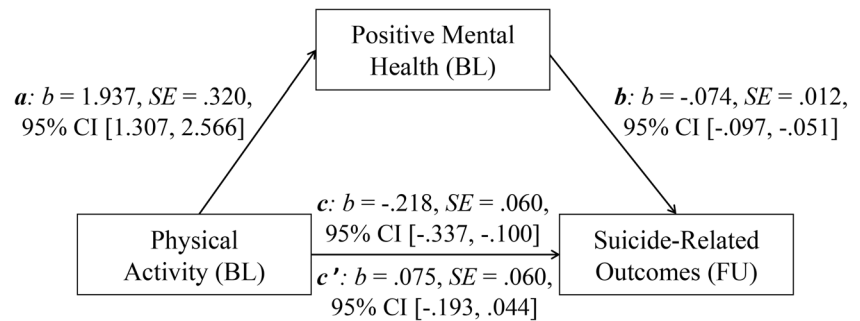 Positive Mental
Health (BL)
a: b = 1.937, SE = .320,
95% CI [1.307, 2.566]
b: b = -.074, SE = .012,
95% CI [-.097, -.051]
c: b = -.218, SE = .060,
95% CI [-.337, -.100]
Physical
Activity (BL)
Suicide-Related
Outcomes (FU)
c': b = .075, SE = .060,
95% CI [-.193, .044]